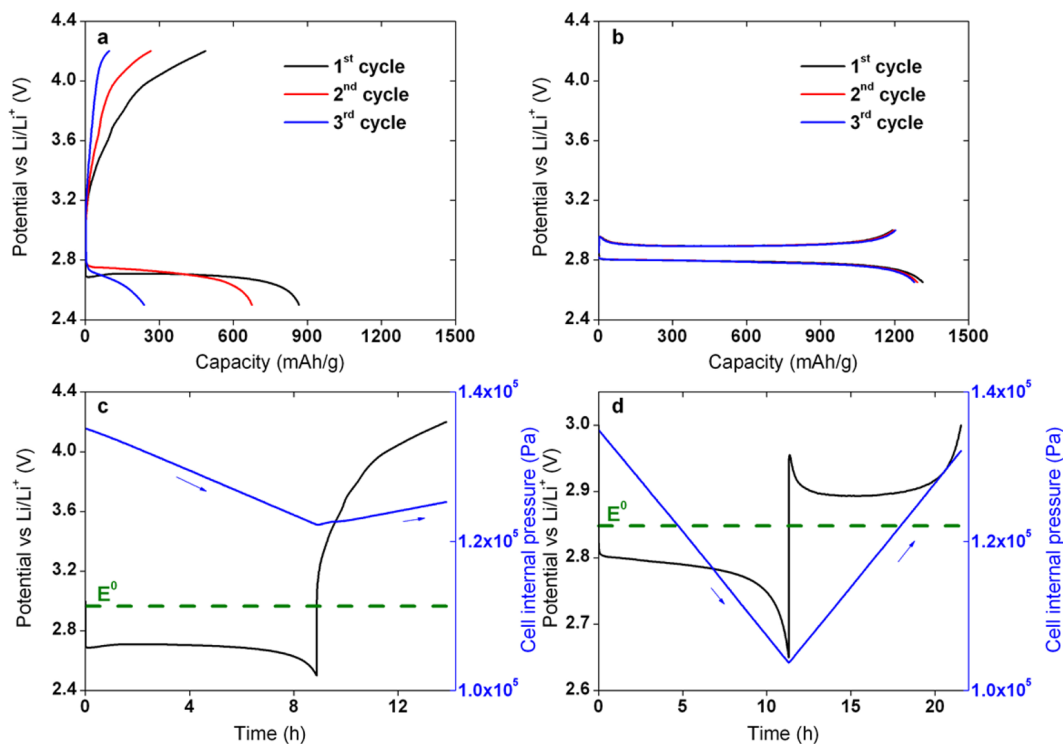 a
4.4
4.0
3.6
3.2
2.8
2.4
Potential vs Li/Li⁺ (V)
1ˢᵗ cycle
2ⁿᵈ cycle
3ʳᵈ cycle
0
300
600
900
1200
1500
Capacity (mAh/g)
b
4.4
4.0
3.6
3.2
2.8
2.4
Potential vs Li/Li⁺ (V)
1ˢᵗ cycle
2ⁿᵈ cycle
3ʳᵈ cycle
0
300
600
900
1200
1500
Capacity (mAh/g)
c
4.4
4.0
3.6
3.2
2.8
2.4
Potential vs Li/Li⁺ (V)
E⁰
1.4x10⁵
1.2x10⁵
1.0x10⁵
Cell internal pressure (Pa)
0
4
8
12
Time (h)
d
3.0
2.9
2.8
2.7
2.6
Potential vs Li/Li⁺ (V)
E⁰
1.4x10⁵
1.2x10⁵
1.0x10⁵
Cell internal pressure (Pa)
0
5
10
15
20
Time (h)